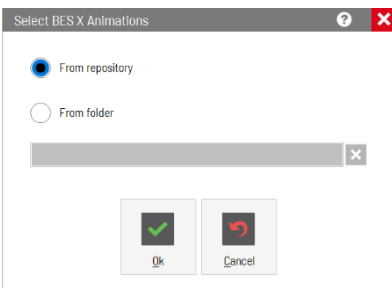 Select BES X Animations
From repository
From folder
Ok
Cancel